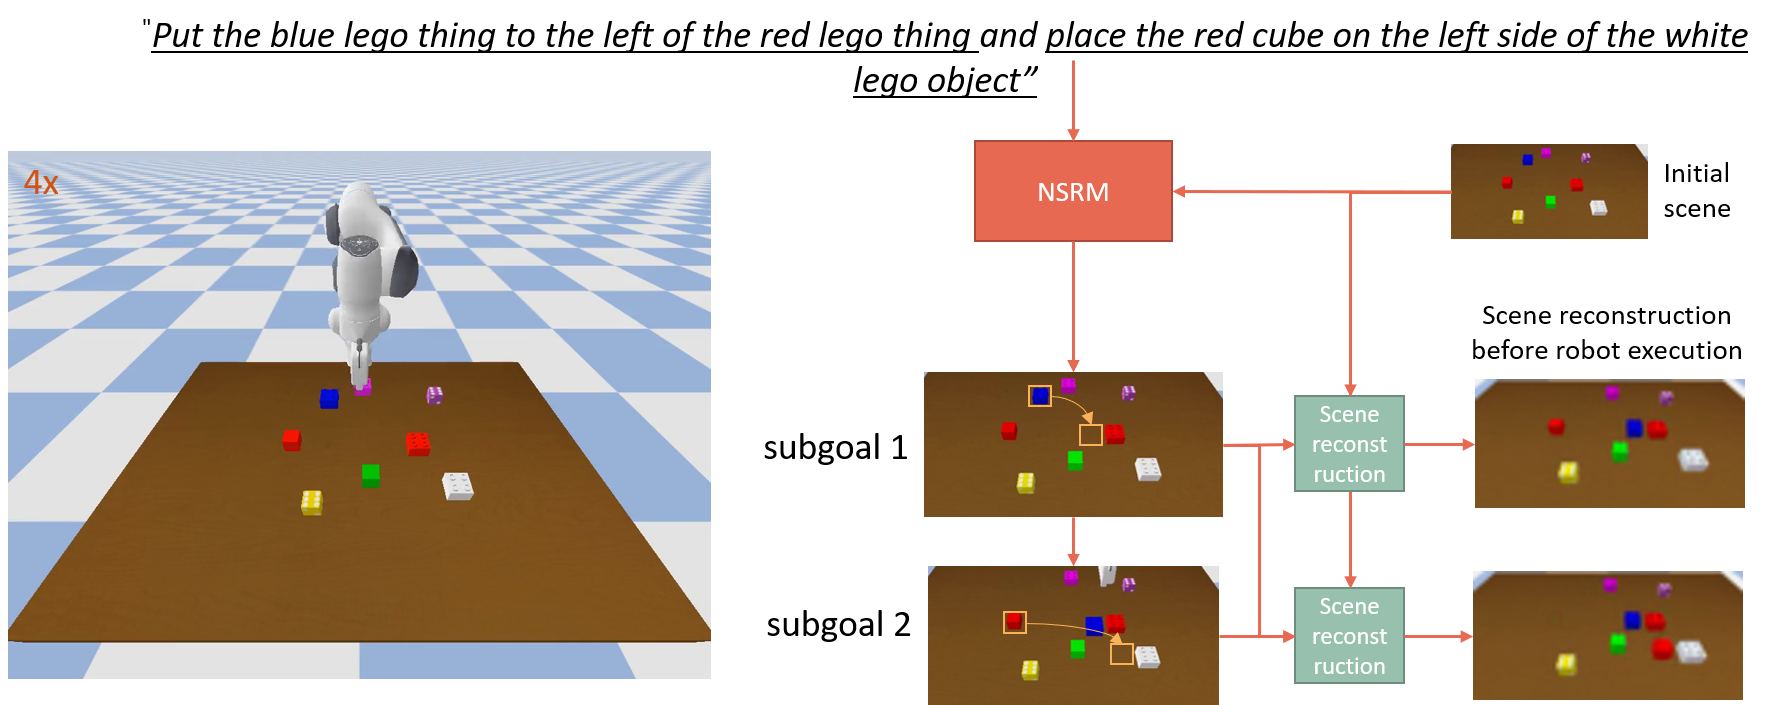 "Put the blue lego thing to the left of the red lego thing and place the red cube on the left side of the white
lego object”
4x
NSRM
Initial
scene
Scene reconstruction
before robot execution
subgoal 1
Scene
reconst
ruction
subgoal 2
Scene
reconst
ruction